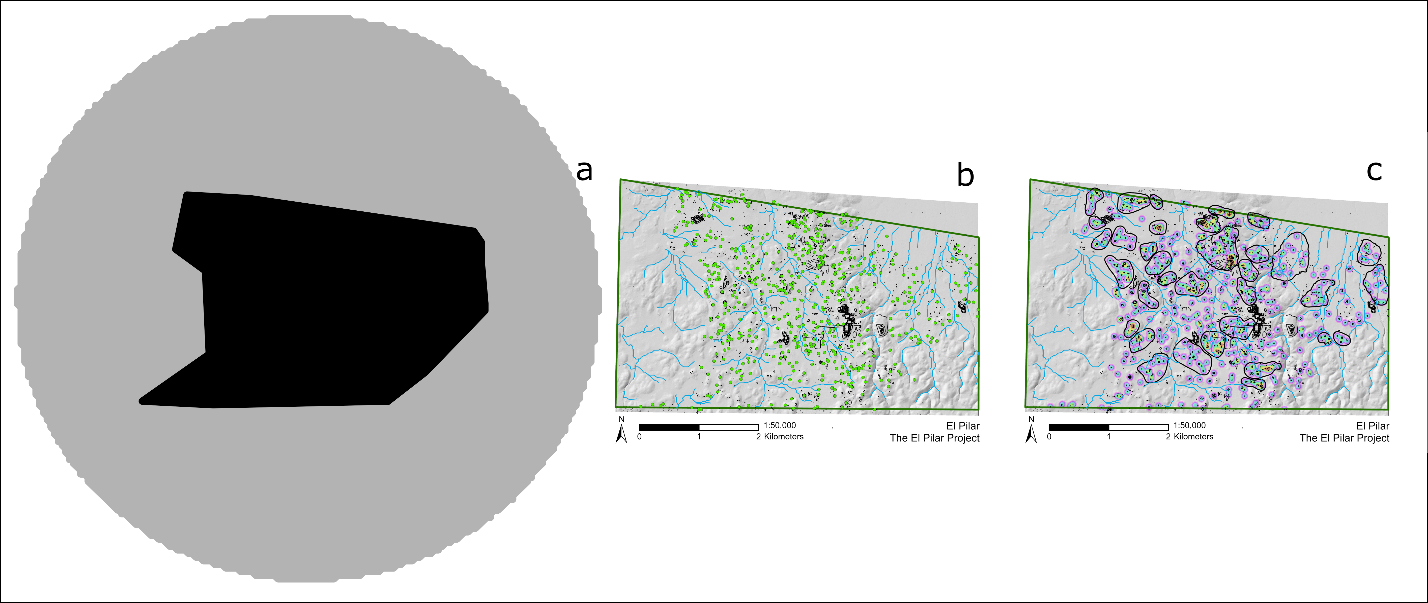 a
b
c
N
0 1 2 Kilometers
1:50.000
El Pilar
The El Pilar Project
N
0 1 2 Kilometers
1:50.000
El Pilar
The El Pilar Project